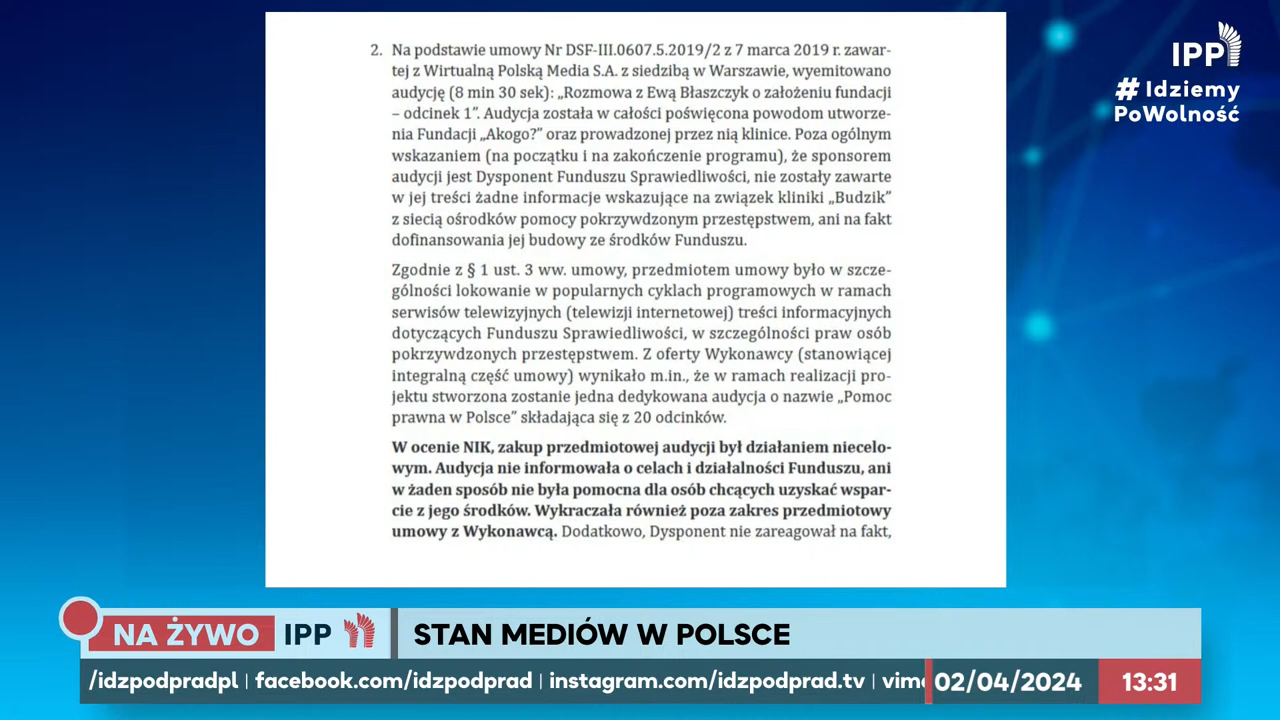 2. Na podstawie umowy Nr DSF-III.0607.5.2019/2 z 7 marca 2019 r. zawar-
tej z Wirtualną Polską Media S.A. z siedzibą w Warszawie, wyemitowano
audycję (8 min 30 sek): „Rozmowa z Ewą Błaszczyk o założeniu fundacji
– odcinek 1”. Audycja została w całości poświęcona powodom utworze-
nia Fundacji „Akogo?” oraz prowadzonej przez nią klinice. Poza ogólnym
wskazaniem (na początku i na zakończenie programu), że sponsorem
audycji jest Dysponent Funduszu Sprawiedliwości, nie zostały zawarte
w jej treści żadne informacje wskazujące na związek kliniki „Budzik”
z siecią ośrodków pomocy pokrzywdzonym przestępstwem, ani na fakt
dofinansowania jej budowy ze środków Funduszu.
Zgodnie z § 1 ust. 3 ww. umowy, przedmiotem umowy było w szcze-
gólności lokowanie w popularnych cyklach programowych w ramach
serwisów telewizyjnych (telewizji internetowej) treści informacyjnych
dotyczących Funduszu Sprawiedliwości, w szczególności praw osób
pokrzywdzonych przestępstwem. Z oferty Wykonawcy (stanowiącej
integralną część umowy) wynikało m.in., że w ramach realizacji pro-
jektu stworzona zostanie jedna dedykowana audycja o nazwie „Pomoc
prawna w Polsce” składająca się z 20 odcinków.
W ocenie NIK, zakup przedmiotowej audycji był działaniem niecelo-
wym. Audycja nie informowała o celach i działalności Funduszu, ani
w żaden sposób nie była pomocna dla osób chcących uzyskać wspar-
cie z jego środków. Wykraczała również poza zakres przedmiotowy
umowy z Wykonawcą. Dodatkowo, Dysponent nie zareagował na fakt,
IPP
#Idziemy
PoWolność
NA ŻYWO IPP
STAN MEDIÓW W POLSCE
/idzpodpradpl | facebook.com/idzpodprad | instagram.com/idzpodprad.tv | vim
02/04/2024
13:31